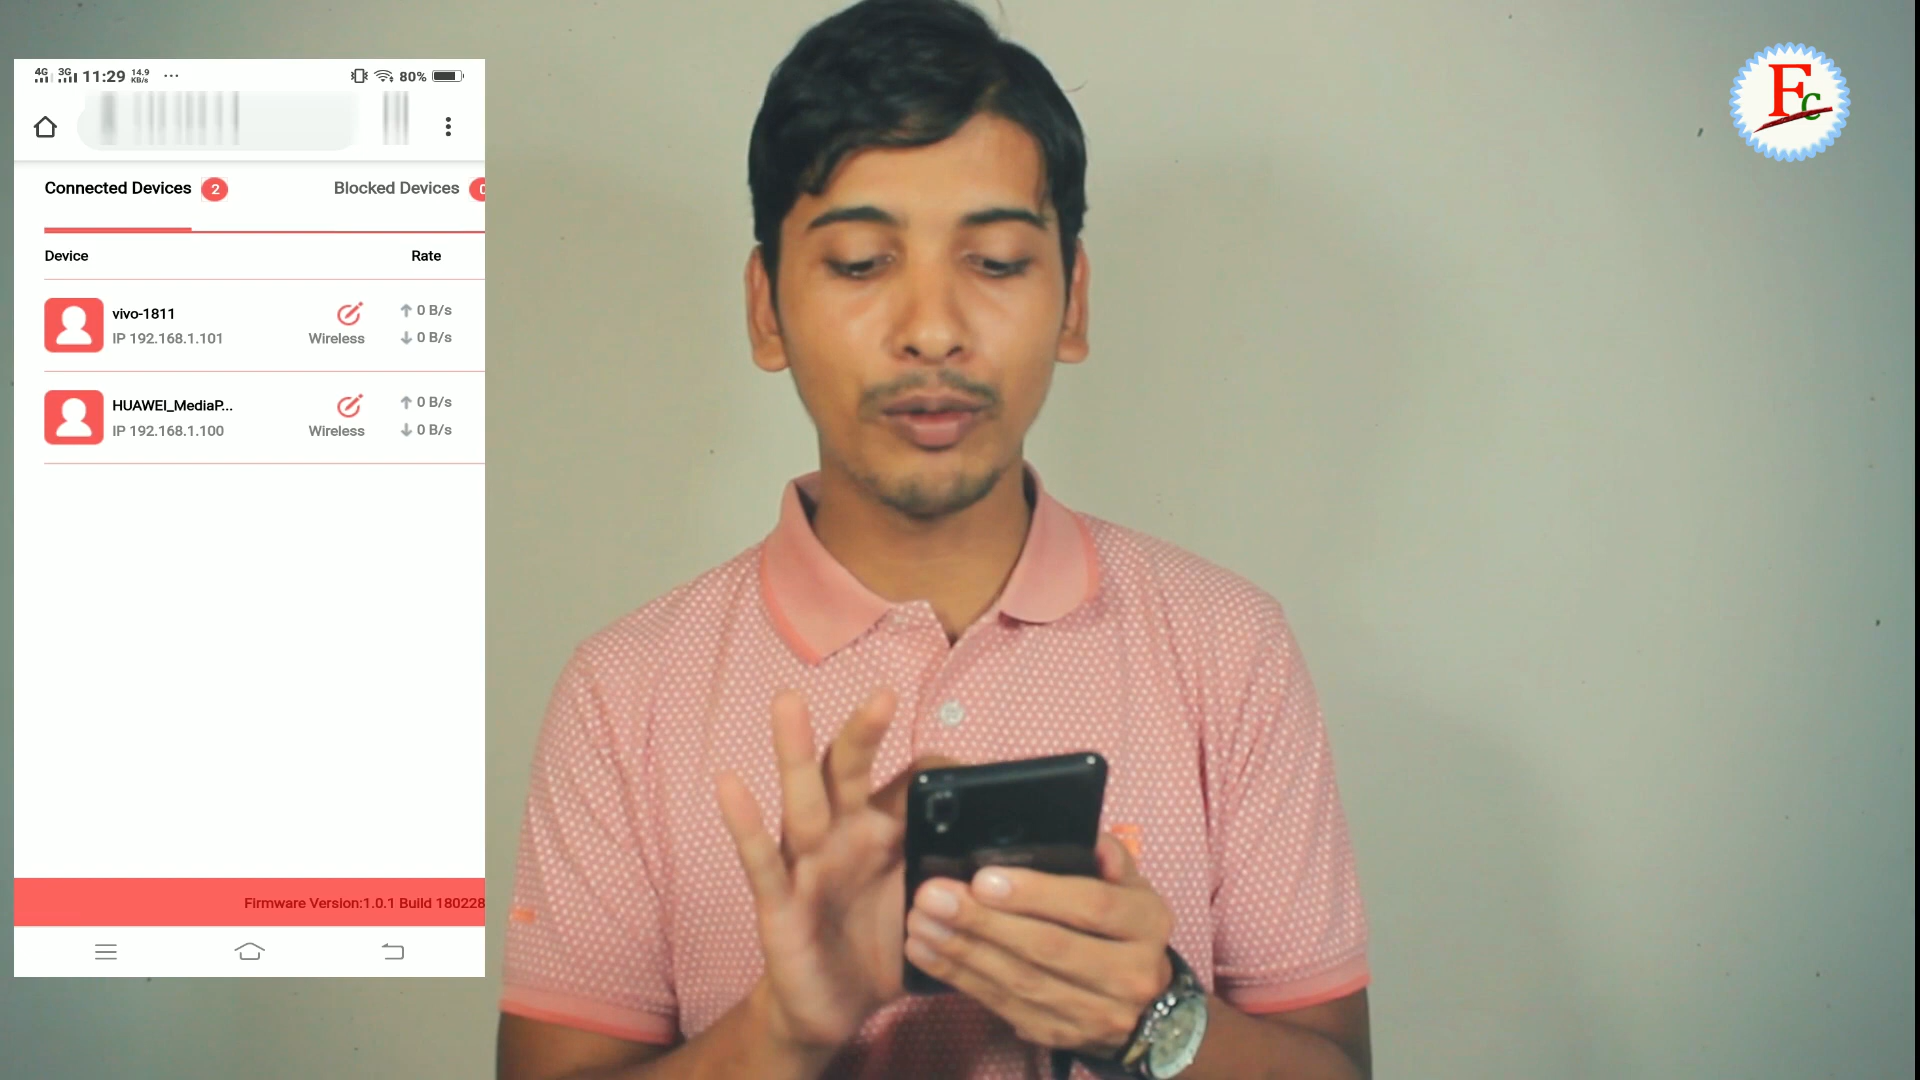 4G 3G 11:29 14.9 KB/s ... 80%
Connected Devices 2 Blocked Devices
Device Rate
vivo-1811 0 B/s
IP 192.168.1.101 Wireless 0 B/s
HUAWEI_MediaP... 0 B/s
IP 192.168.1.100 Wireless 0 B/s
Firmware Version:1.0.1 Build 180228
Fc